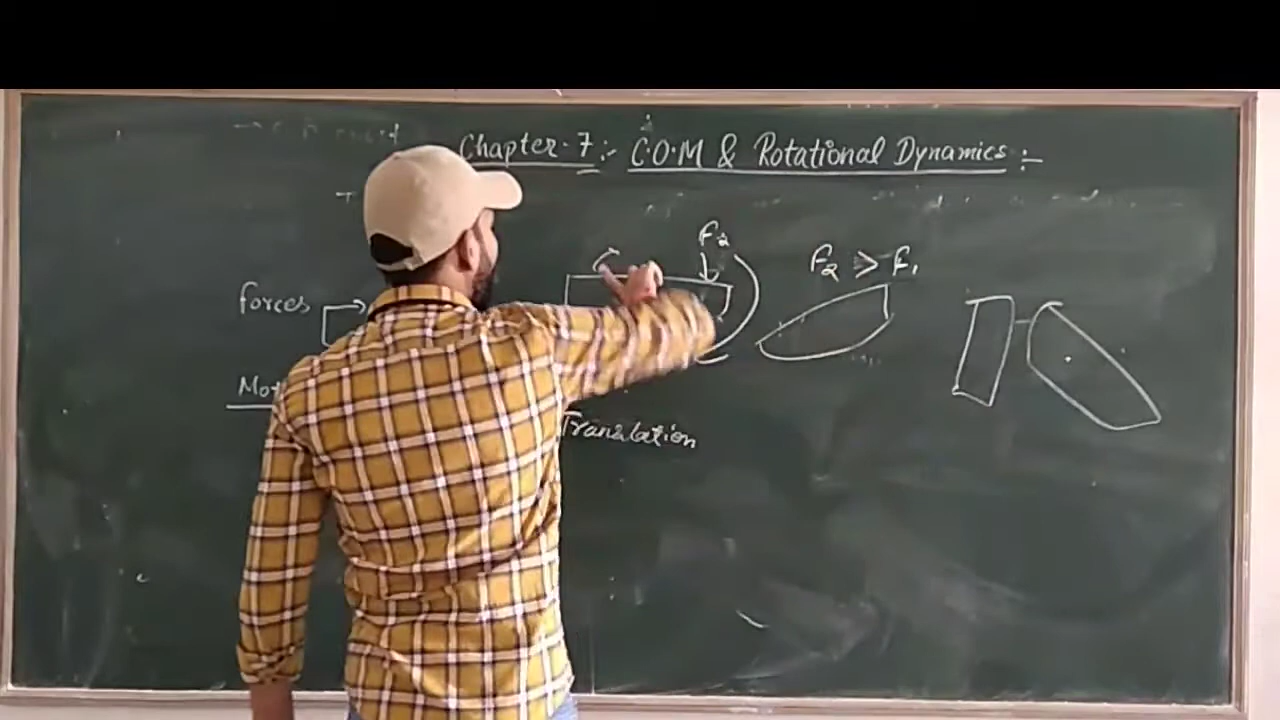 Chapter-7:- C.O.M & Rotational Dynamics:-
F₂
F₂ > F₁
forces
Translation